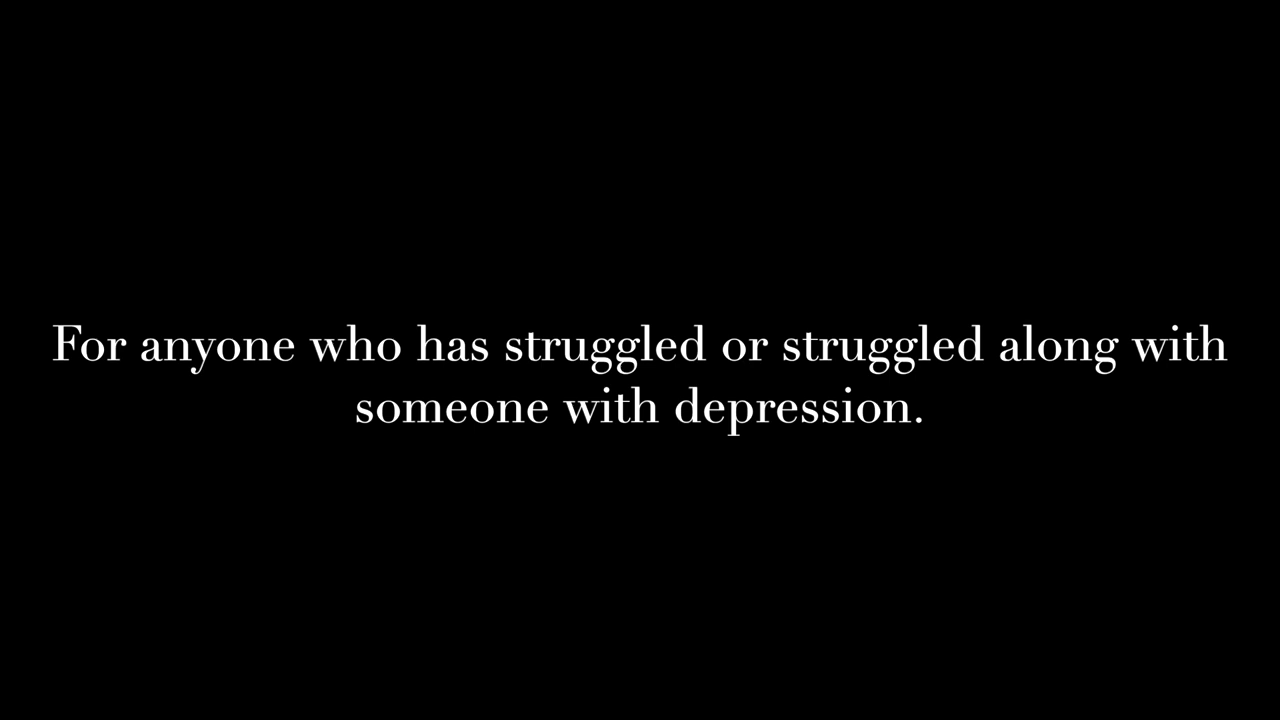 For anyone who has struggled or struggled along with
someone with depression.